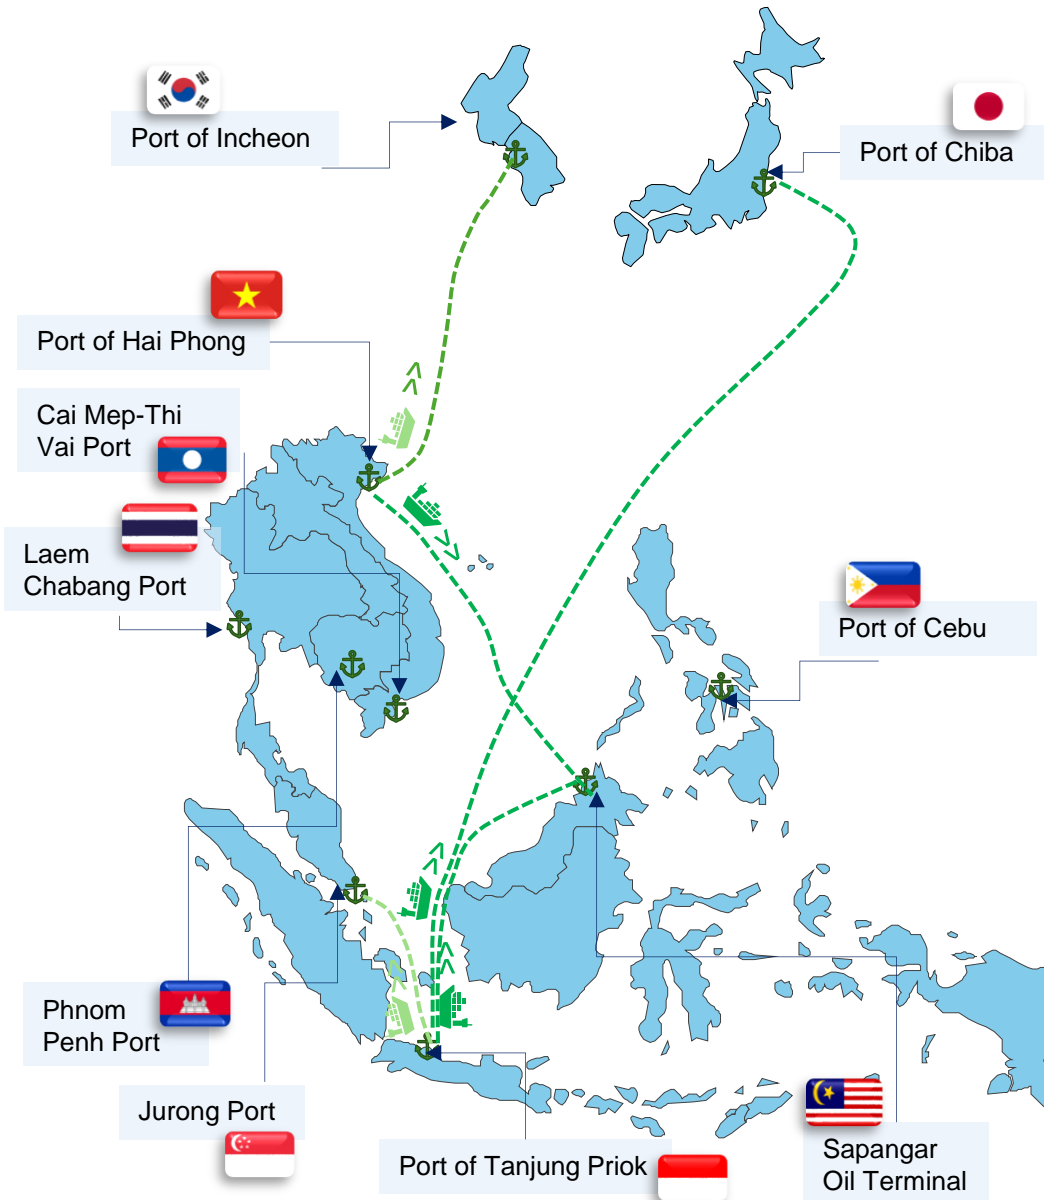 Port of Incheon
Port of Chiba
Port of Hai Phong
Cai Mep-Thi
Vai Port
Laem
Chabang Port
Port of Cebu
Phnom
Penh Port
Jurong Port
Port of Tanjung Priok
Sapangar
Oil Terminal